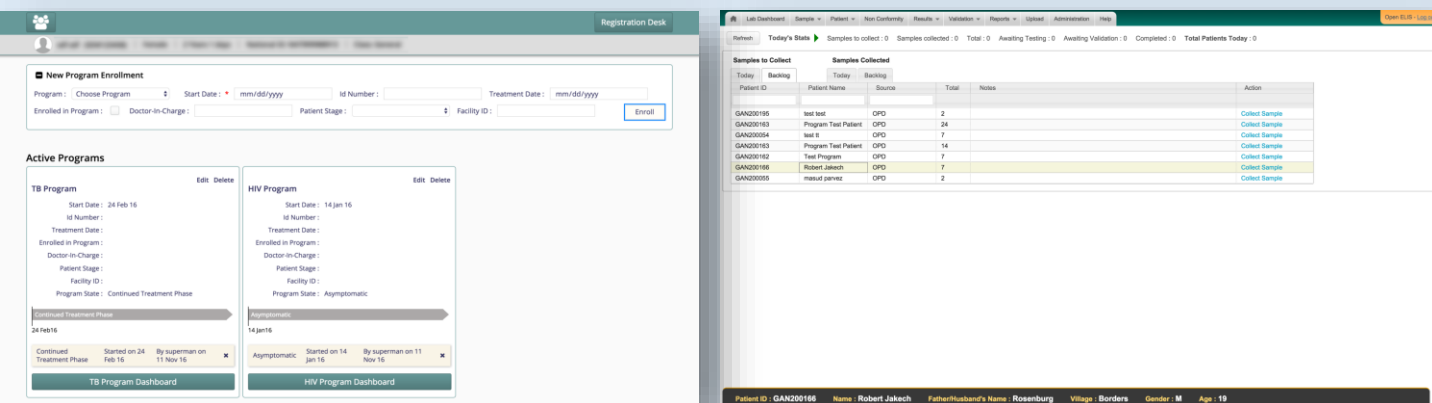 Registration Desk
New Program Enrollment
Program : Choose Program Start Date : * mm/dd/yyyy Id Number : Treatment Date : mm/dd/yyyy
Enrolled in Program : Doctor-In-Charge : Patient Stage : Facility ID : Enroll
Active Programs
Edit Delete
TB Program
Start Date : 24 Feb 16
Id Number :
Treatment Date :
Enrolled in Program :
Doctor-In-Charge :
Patient Stage :
Facility ID :
Program State : Continued Treatment Phase
Continued Treatment Phase
24 Feb16
Continued Treatment Phase Started on 24 Feb 16 By superman on 11 Nov 16 ×
TB Program Dashboard
Edit Delete
HIV Program
Start Date : 14 Jan 16
Id Number :
Treatment Date :
Enrolled in Program :
Doctor-In-Charge :
Patient Stage :
Facility ID :
Program State : Asymptomatic
Asymptomatic
14 Jan16
Asymptomatic Started on 14 Jan 16 By superman on 11 Nov 16 ×
HIV Program Dashboard
Lab Dashboard Sample Patient Non Conformity Results Validation Reports Upload Administration Help
Open ELIS -
Refresh Today's Stats Samples to collect : 0 Samples collected : 0 Total : 0 Awaiting Testing : 0 Awaiting Validation : 0 Completed : 0 Total Patients Today : 0
Samples to Collect Samples Collected
Today Backlog Today Backlog
Patient ID Patient Name Source Total Notes Action
GAN200195 test test OPD 2 Collect Sample
GAN200163 Program Test Patient OPD 24 Collect Sample
GAN200054 test tt OPD 7 Collect Sample
GAN200163 Program Test Patient OPD 14 Collect Sample
GAN200162 Test Program OPD 7 Collect Sample
GAN200166 Robert Jakech OPD 7 Collect Sample
GAN200055 masud parvez OPD 2 Collect Sample
Patient ID : GAN200166 Name : Robert Jakech Father/Husband's Name : Rosenburg Village : Borders Gender : M Age : 19